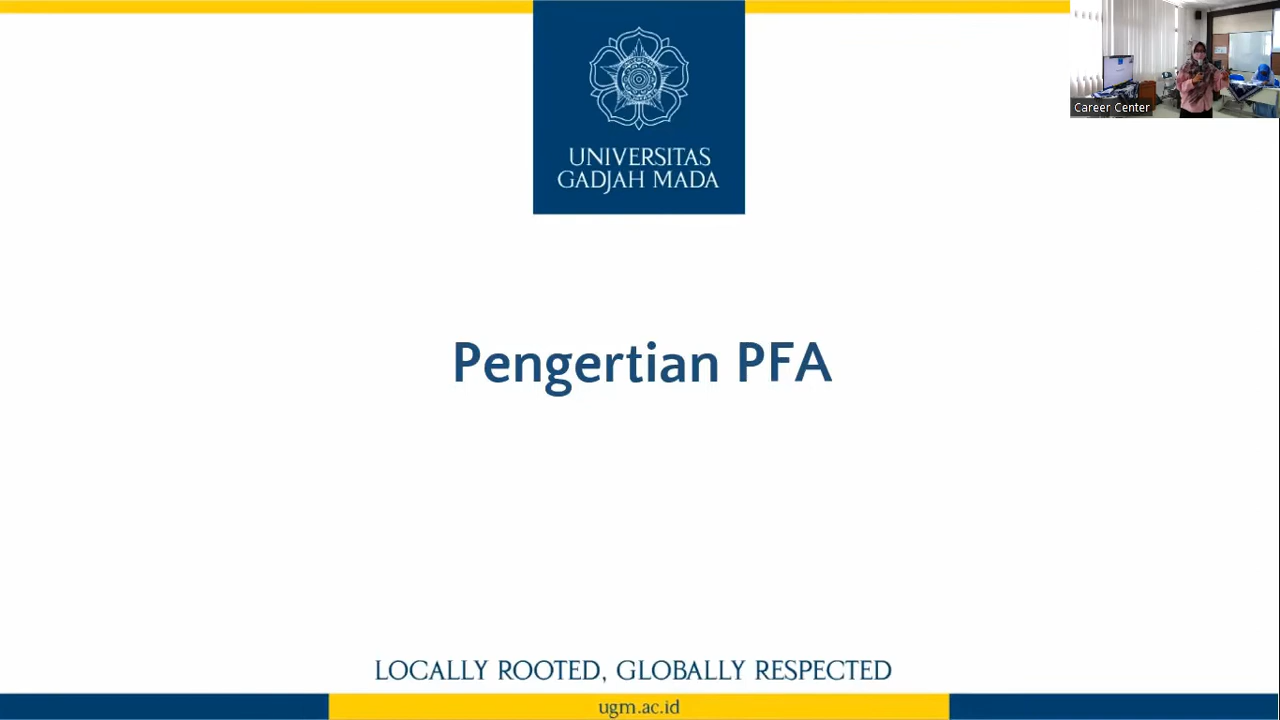 Career Center
UNIVERSITAS
GADJAH MADA
Pengertian PFA
LOCALLY ROOTED, GLOBALLY RESPECTED
ugm.ac.id